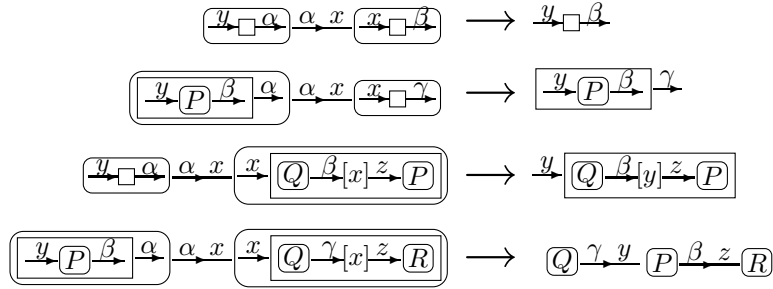 y α α x x β ⟶ y β
y P β α α x x γ ⟶ y P β γ
y α α x x Q β [x] z P ⟶ y Q β [y] z P
y P β α α x x Q γ [x] z R ⟶ Q γ y P β z R